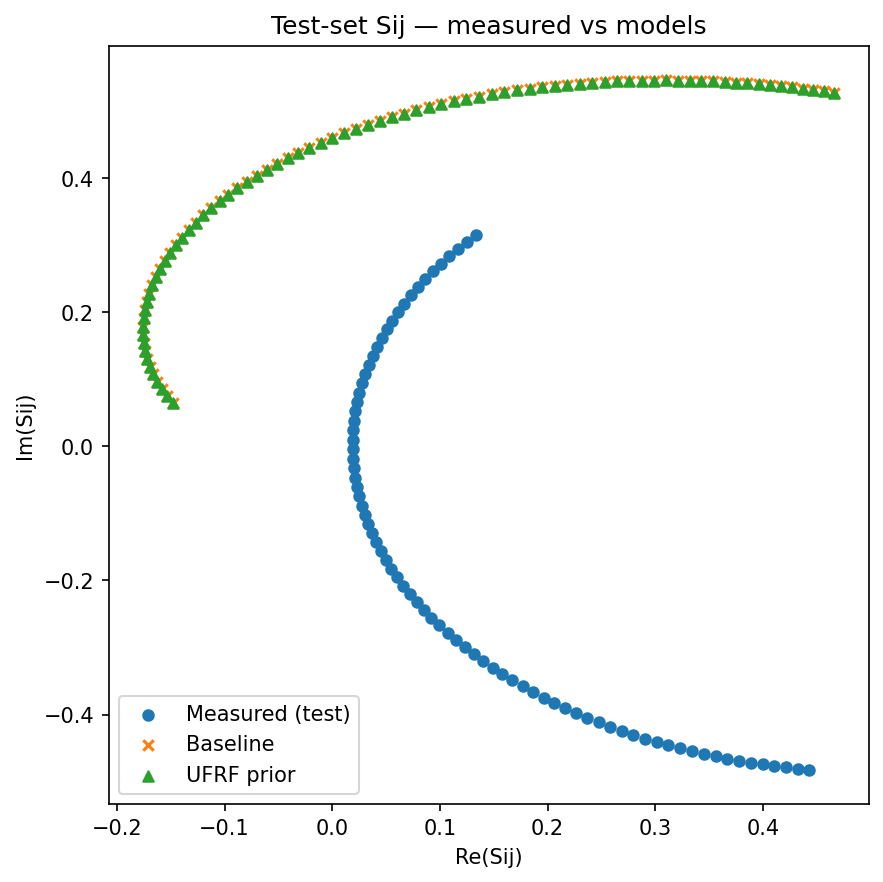 Test-set Sij — measured vs models
Im(Sij)
0.4
0.2
0.0
−0.2
−0.4
Measured (test)
Baseline
UFRF prior
−0.2 −0.1 0.0 0.1 0.2 0.3 0.4
Re(Sij)